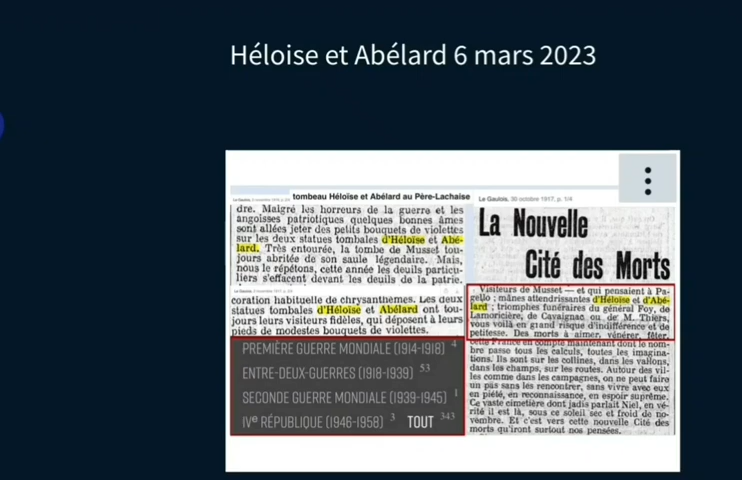 Héloise et Abélard 6 mars 2023
tombeau Héloïse et Abélard au Père-Lachaise
dre. Malgré les horreurs de la guerre et les
angoisses patriotiques quelques bonnes âmes
sont allées jeter des petits bouquets de violettes
sur les deux statues tombales d'Héloïse et Abé-
lard. Très entourée, la tombe de Musset tou-
jours abritée de son saule légendaire. Mais,
nous le répétons, cette année les deuils particu-
liers s'effacent devant les deuils de la patrie.
coration habituelle de chrysanthèmes. Les deux
statues tombales d'Héloïse et Abélard ont tou-
jours leurs visiteurs fidèles, qui déposent à leurs
pieds de modestes bouquets de violettes.
PREMIÈRE GUERRE MONDIALE (1914-1918) 4
ENTRE-DEUX-GUERRES (1918-1939) 53
SECONDE GUERRE MONDIALE (1939-1945) 1
IVe RÉPUBLIQUE (1946-1958) 3 TOUT 343
Le Gaulois, 30 octobre 1917, p. 1/4
La Nouvelle
Cité des Morts
Visiteurs de Musset — et qui pensaient à Pa-
gello ; mânes attendrissantes d'Héloïse et d'Abé-
lard ; triomphes funéraires du général Foy, de
Lamoricière, de Cavaignac ou de M. Thiers,
vous voilà en grand risque d'indifférence et de
petitesse. Des morts à aimer, vénérer, fêter,
cette France en compte maintenant dont le nom-
bre passe tous les calculs, toutes les imagina-
tions. Ils sont sur les collines, dans les vallons,
dans les champs, sur les routes. Autour des vil-
les comme dans les campagnes, on ne peut faire
un pas sans les rencontrer, sans vivre avec eux
en piété, en reconnaissance, en espoir suprême.
Ce vaste cimetière dont jadis parlait Niel, en vé-
rité il est là, sous ce soleil sec et froid de no-
vembre. Et c'est vers cette nouvelle Cité des
morts qu'iront surtout nos pensées.